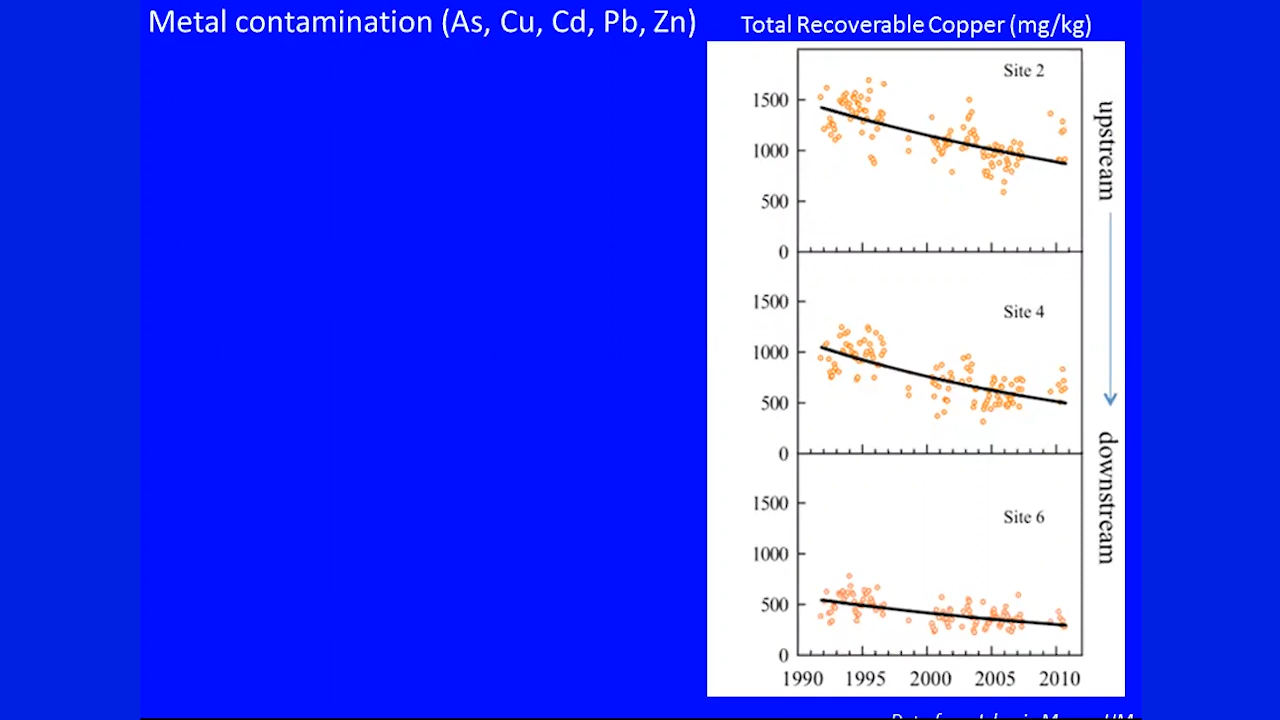 Metal contamination (As, Cu, Cd, Pb, Zn)
Total Recoverable Copper (mg/kg)
Site 2
1500
1000
500
0
upstream
Site 4
1500
1000
500
0
downstream
Site 6
1500
1000
500
0
1990 1995 2000 2005 2010